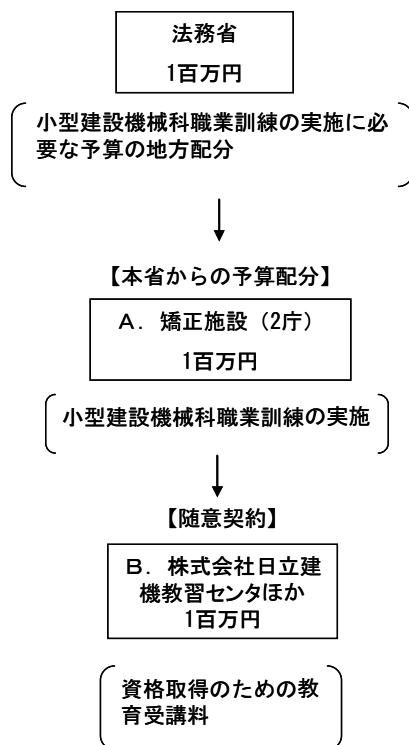 法務省
1百万円
小型建設機械科職業訓練の実施に必
要な予算の地方配分
【本省からの予算配分】
A. 矯正施設（2庁）
1百万円
小型建設機械科職業訓練の実施
【随意契約】
B. 株式会社日立建
機教習センタほか
1百万円
資格取得のための教
育受講料